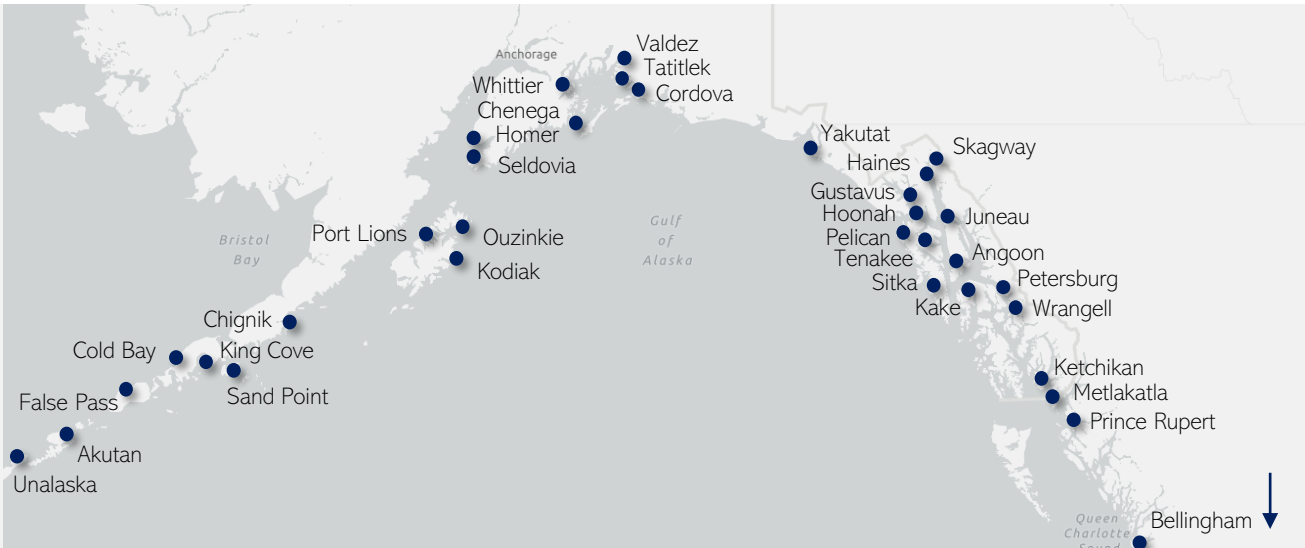 Valdez
Anchorage
Tatitlek
Whittier
Cordova
Chenega
Homer
Seldovia
Yakutat
Skagway
Haines
Gustavus
Hoonah
Juneau
Pelican
Tenakee
Angoon
Sitka
Petersburg
Kake
Wrangell
Port Lions
Ouzinkie
Kodiak
Bristol
Bay
Gulf
of
Alaska
Chignik
Cold Bay
King Cove
Sand Point
False Pass
Akutan
Unalaska
Ketchikan
Metlakatla
Prince Rupert
Bellingham
Queen
Charlotte
Sound